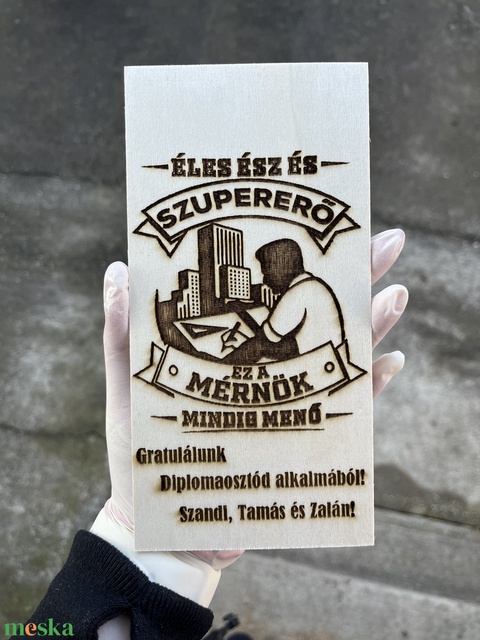 ÉLES ÉSZ ÉS
SZUPERERŐ
EZ A
MÉRNÖK
MINDIG MENŐ
Gratulálunk
Diplomaosztód alkalmából!
Szandi, Tamás és Zalán!
meska